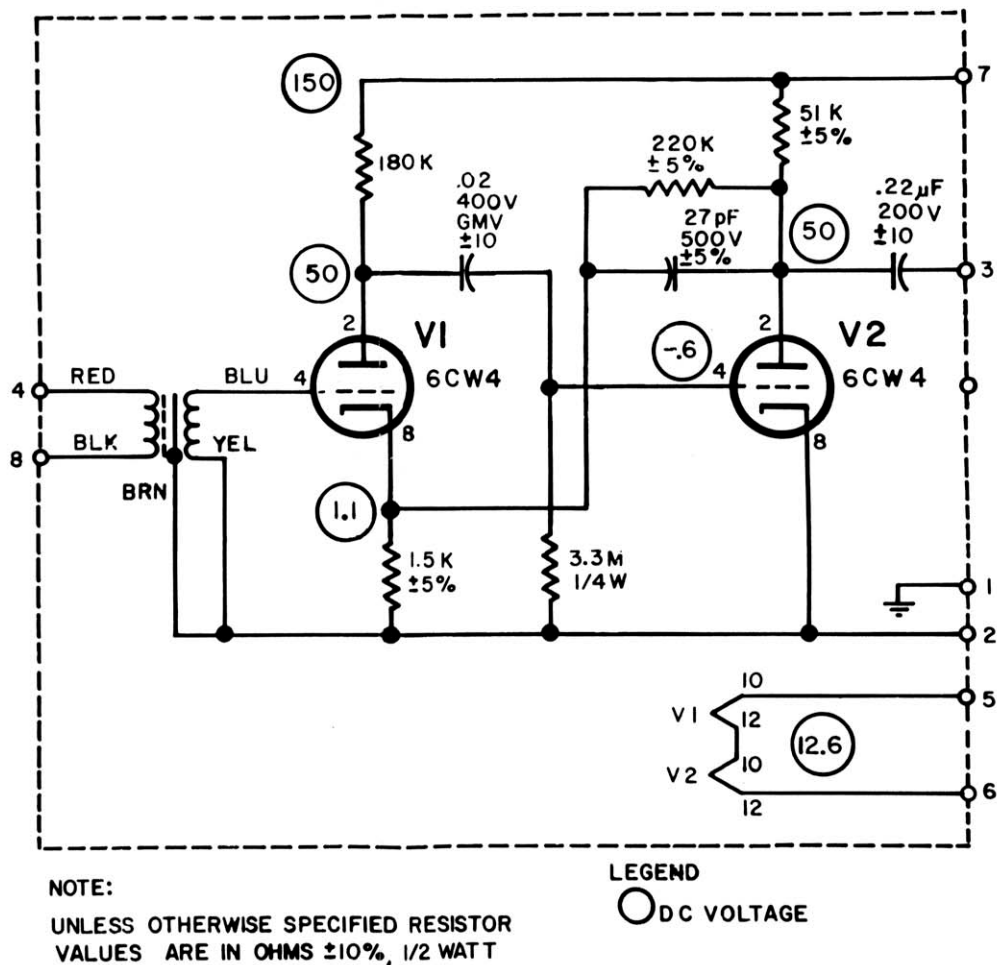 150
7
51 K
±5%
220K
±5%
180K
.02
400V
GMV
±10
27pF
500V
±5%
.22µF
200V
±10
50
50
3
2
V1
6CW4
2
V2
6CW4
-.6
4
RED
BLU
4
4
8
BLK
YEL
8
8
BRN
1.1
1.5K
±5%
3.3M
1/4W
1
2
10
5
V1
12
12.6
V2
10
12
6
NOTE:
UNLESS OTHERWISE SPECIFIED RESISTOR
VALUES ARE IN OHMS ±10%, 1/2 WATT
LEGEND
DC VOLTAGE